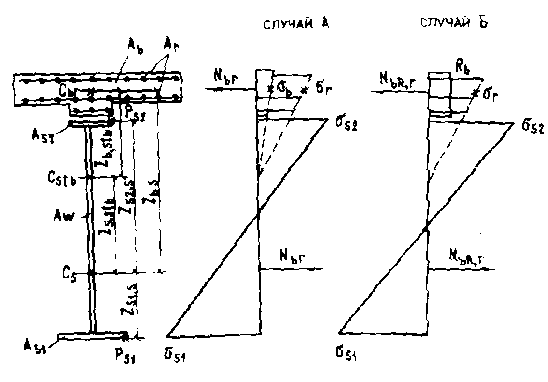 СЛУЧАЙ А
СЛУЧАЙ Б
A_b
A_r
C_b
P_s2
A_s2
Z_b,stb
C_stb
Z_s,stb
Z_s2,s
Z_b,s
A_w
C_s
Z_s1,s
A_s1
P_s1
N_br
σ_b
σ_r
σ_s2
N_br
σ_s1
N_bR,r
R_b
σ_r
σ_s2
N_bR,r
σ_s1